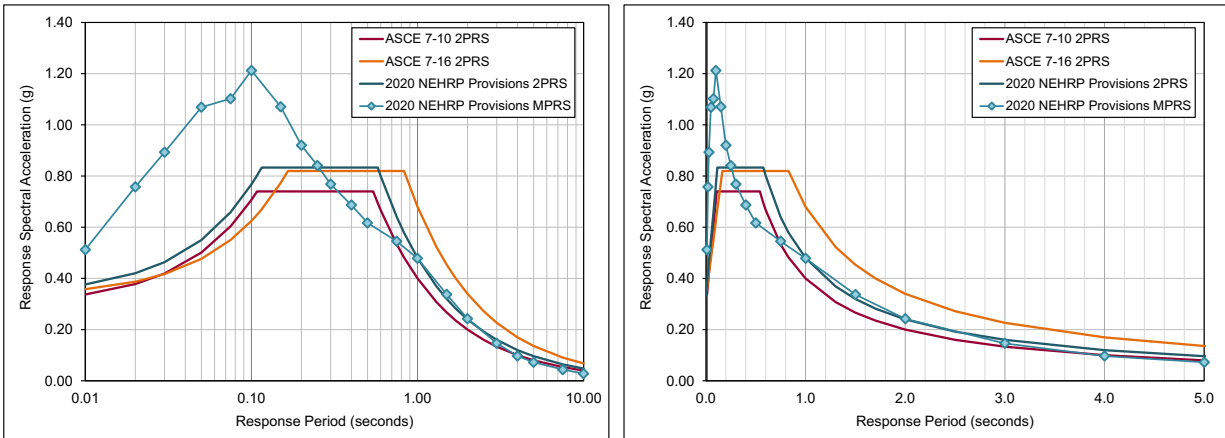 1.40
1.20
1.00
0.80
0.60
0.40
0.20
0.00
Response Spectral Acceleration (g)
ASCE 7-10 2PRS
ASCE 7-16 2PRS
2020 NEHRP Provisions 2PRS
2020 NEHRP Provisions MPRS
0.01 0.10 1.00 10.00
Response Period (seconds)
1.40
1.20
1.00
0.80
0.60
0.40
0.20
0.00
Response Spectral Acceleration (g)
ASCE 7-10 2PRS
ASCE 7-16 2PRS
2020 NEHRP Provisions 2PRS
2020 NEHRP Provisions MPRS
0.0 1.0 2.0 3.0 4.0 5.0
Response Period (seconds)